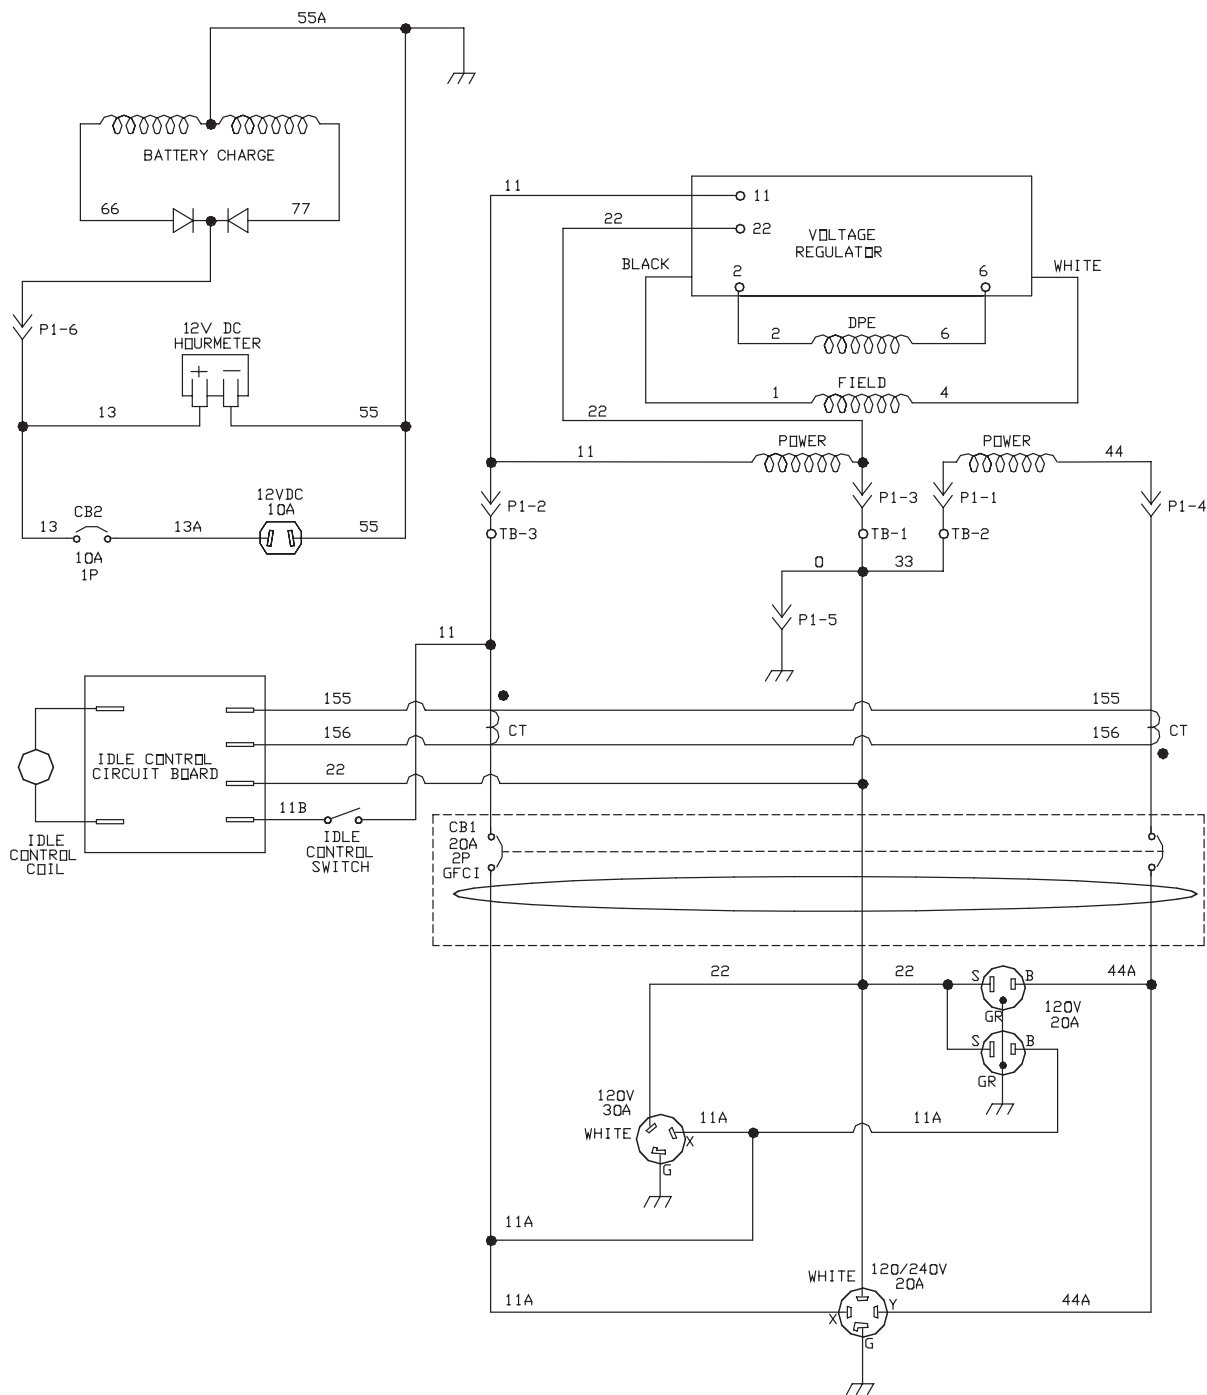 55A
BATTERY CHARGE
66
77
P1-6
12V DC
HOURMETER
+
−
13
55
CB2
12VDC
10A
13
13A
55
10A
1P
11
11
22
22
VOLTAGE
REGULATOR
BLACK
WHITE
2
6
DPE
2
6
FIELD
1
4
22
POWER
POWER
11
44
P1-2
P1-3
P1-1
P1-4
TB-3
TB-1
TB-2
0
33
P1-5
11
155
155
CT
CT
156
156
IDLE CONTROL
CIRCUIT BOARD
22
11B
IDLE
CONTROL
COIL
IDLE
CONTROL
SWITCH
CB1
20A
2P
GFCI
22
22
S
B
44A
120V
20A
GR
S
B
GR
120V
30A
WHITE
11A
X
G
11A
11A
WHITE
120/240V
20A
11A
X
Y
44A
G